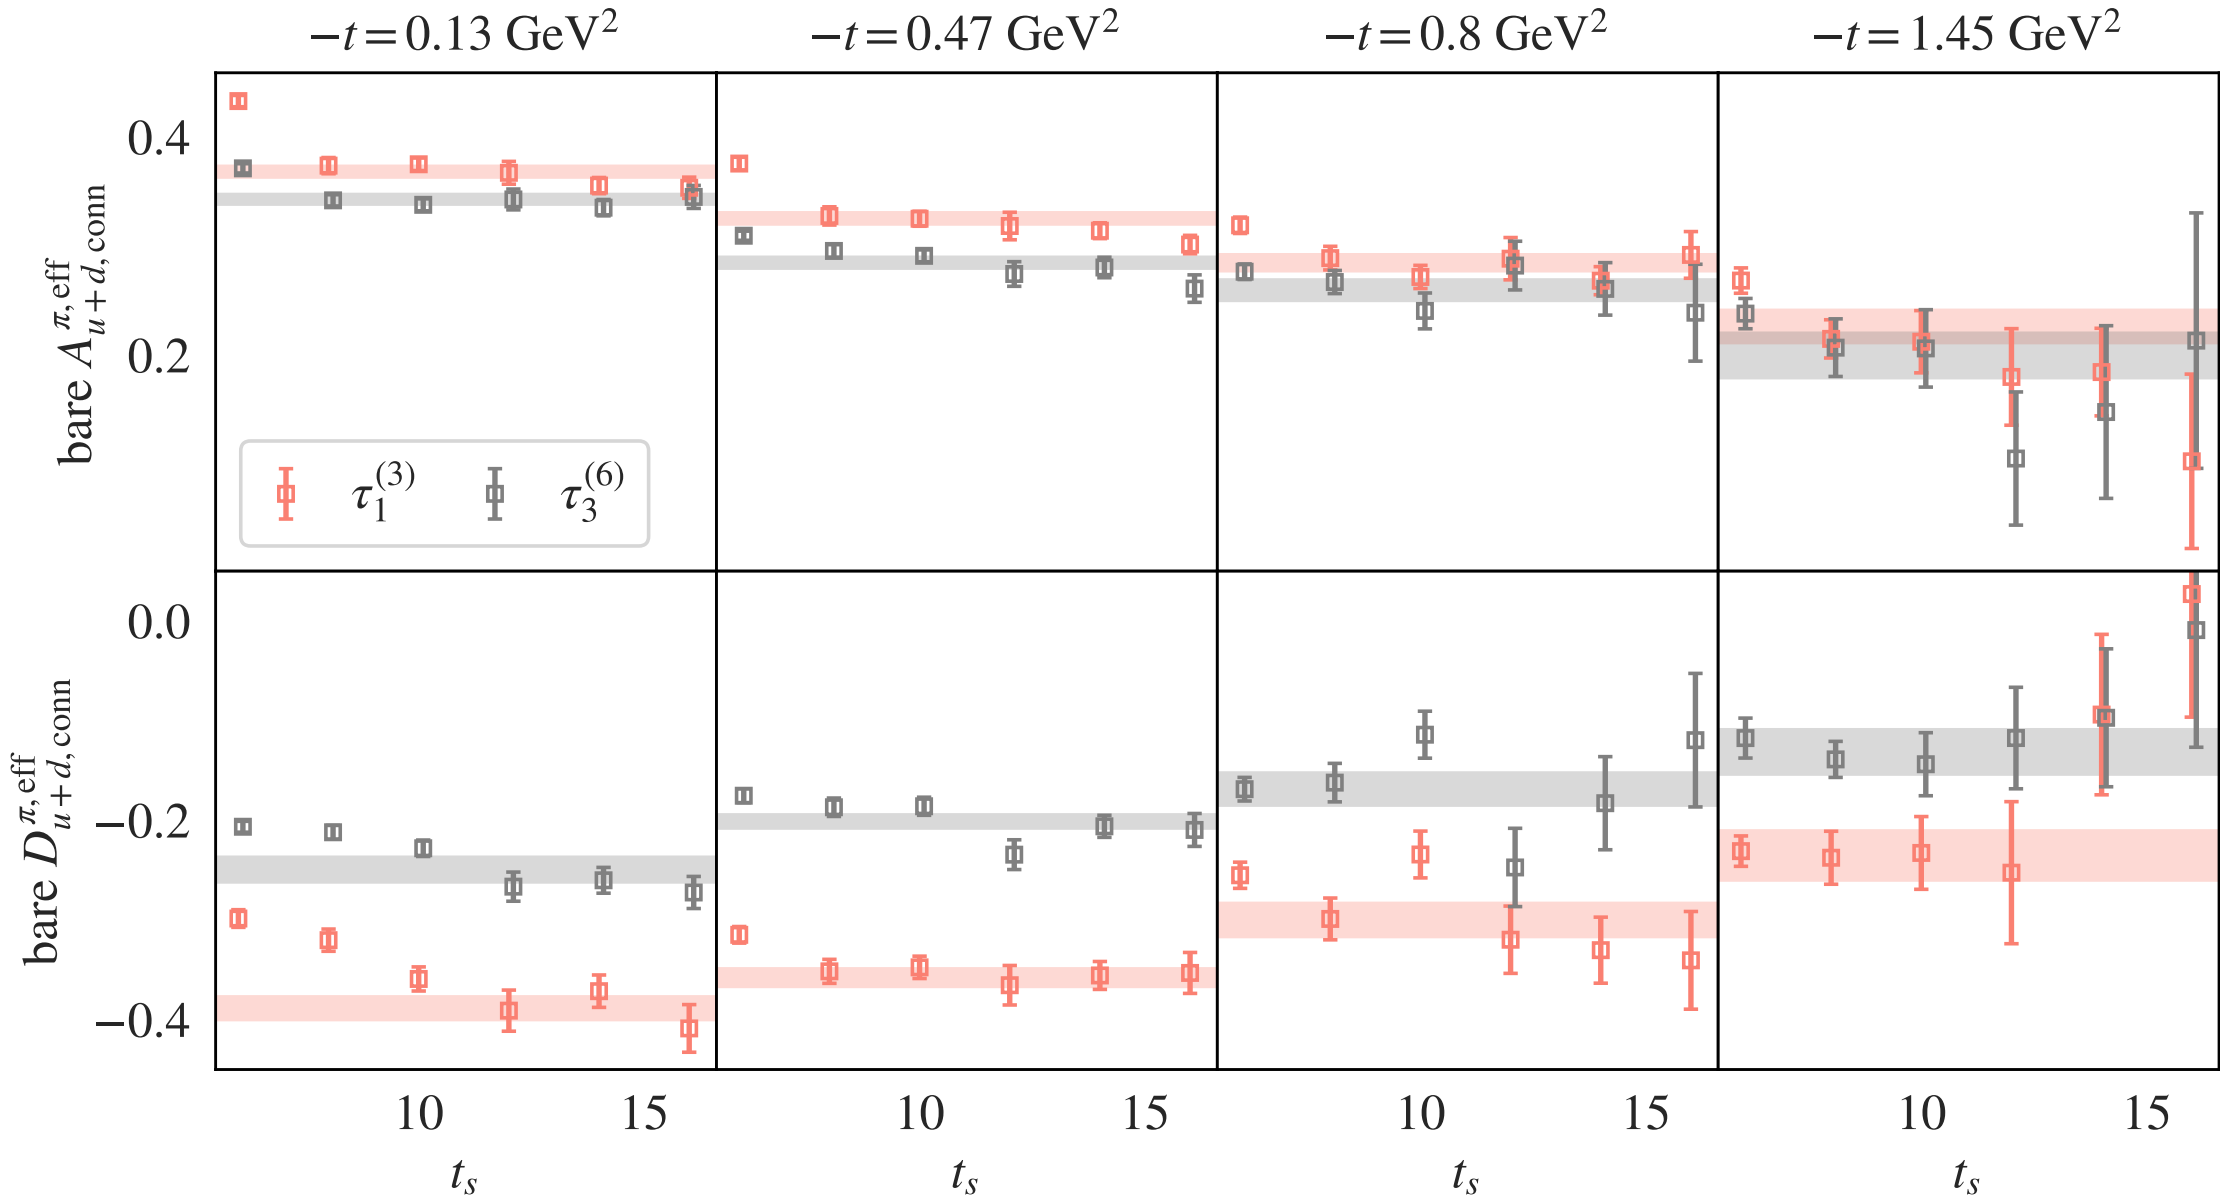 −t = 0.13 GeV² −t = 0.47 GeV² −t = 0.8 GeV² −t = 1.45 GeV²
bare A^{π,eff}_{u+d,conn}
0.4
0.2
τ₁⁽³⁾ τ₃⁽⁶⁾
bare D^{π,eff}_{u+d,conn}
0.0
−0.2
−0.4
10 15 10 15 10 15 10 15
t_s t_s t_s t_s